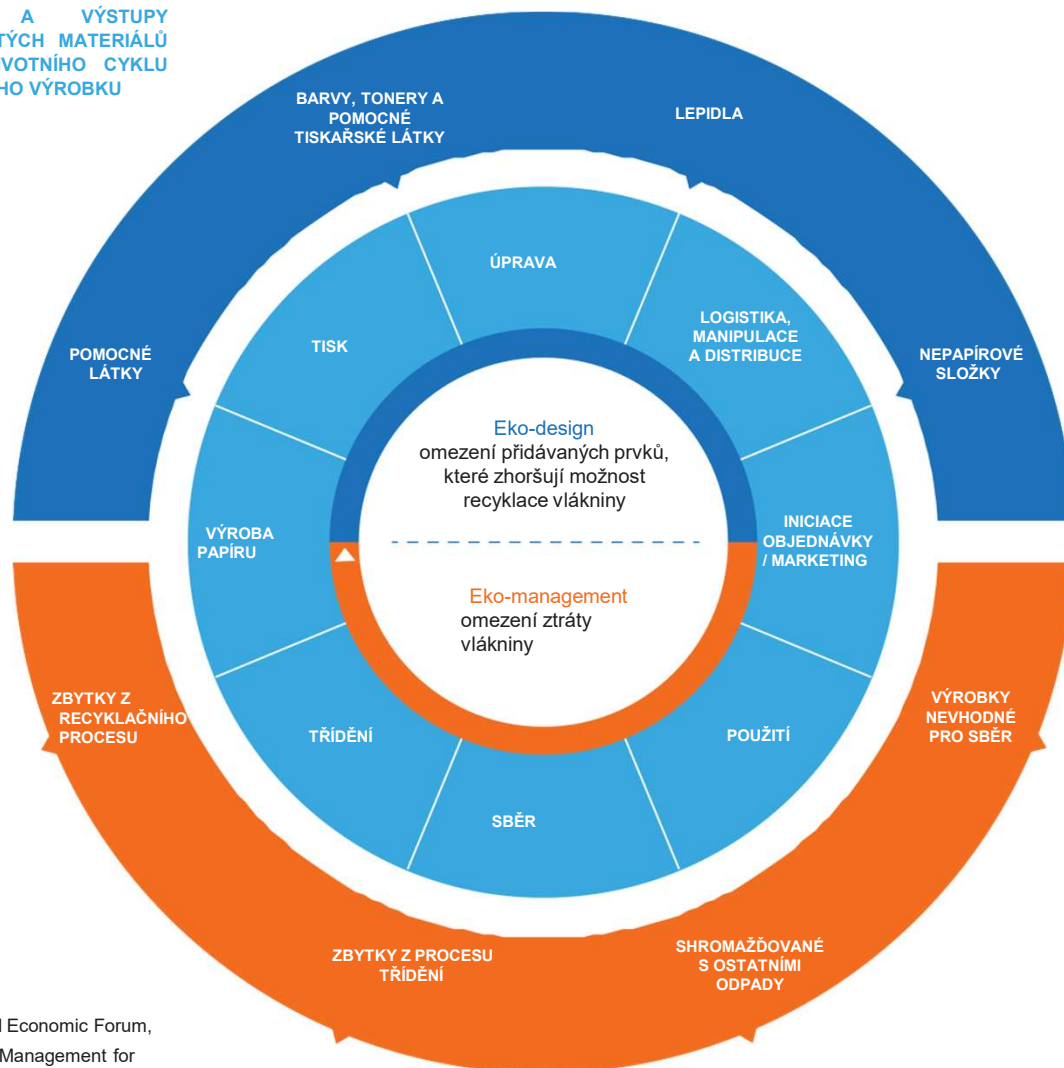 A VÝSTUPY
TÝCH MATERIÁLŮ
IVOTNÍHO CYKLU
HO VÝROBKU
BARVY, TONERY A
POMOCNÉ
TISKAŘSKÉ LÁTKY
LEPIDLA
POMOCNÉ
LÁTKY
NEPAPÍROVÉ
SLOŽKY
ÚPRAVA
TISK
LOGISTIKA,
MANIPULACE
A DISTRIBUCE
VÝROBA
PAPÍRU
INICIACE
OBJEDNÁVKY
/ MARKETING
Eko-design
omezení přidávaných prvků,
které zhoršují možnost
recyklace vlákniny
Eko-management
omezení ztráty
vlákniny
TŘÍDĚNÍ
POUŽITÍ
SBĚR
ZBYTKY Z
RECYKLAČNÍHO
PROCESU
VÝROBKY
NEVHODNÉ
PRO SBĚR
ZBYTKY Z PROCESU
TŘÍDĚNÍ
SHROMAŽĎOVANÉ
S OSTATNÍMI
ODPADY
Economic Forum,
Management for